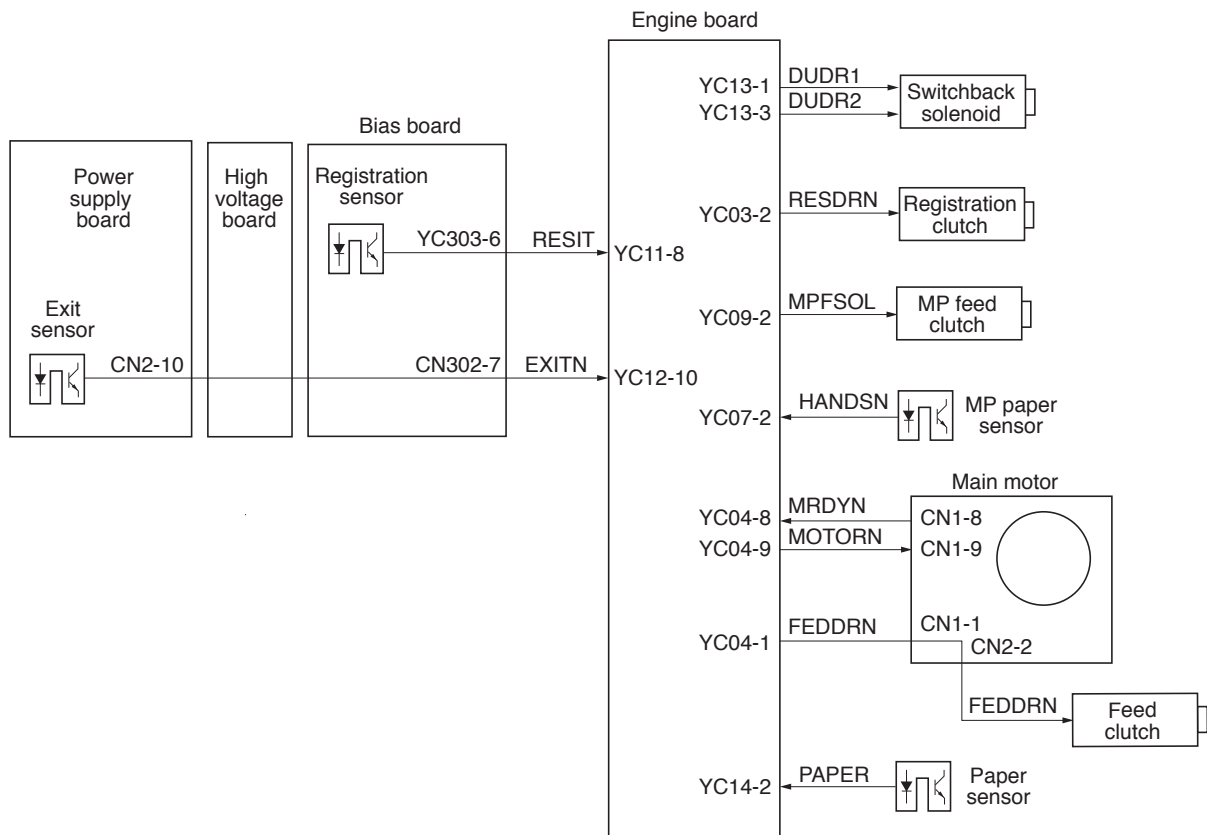 Engine board
YC13-1
DUDR1
Switchback
solenoid
YC13-3
DUDR2
Bias board
Power
supply
board
High
voltage
board
Registration
sensor
YC03-2
RESDRN
Registration
clutch
YC303-6
RESIT
YC11-8
Exit
sensor
YC09-2
MPFSOL
MP feed
clutch
CN2-10
CN302-7
EXITN
YC12-10
YC07-2
HANDSN
MP paper
sensor
Main motor
YC04-8
MRDYN
CN1-8
YC04-9
MOTORN
CN1-9
YC04-1
FEDDRN
CN1-1
CN2-2
FEDDRN
Feed
clutch
YC14-2
PAPER
Paper
sensor